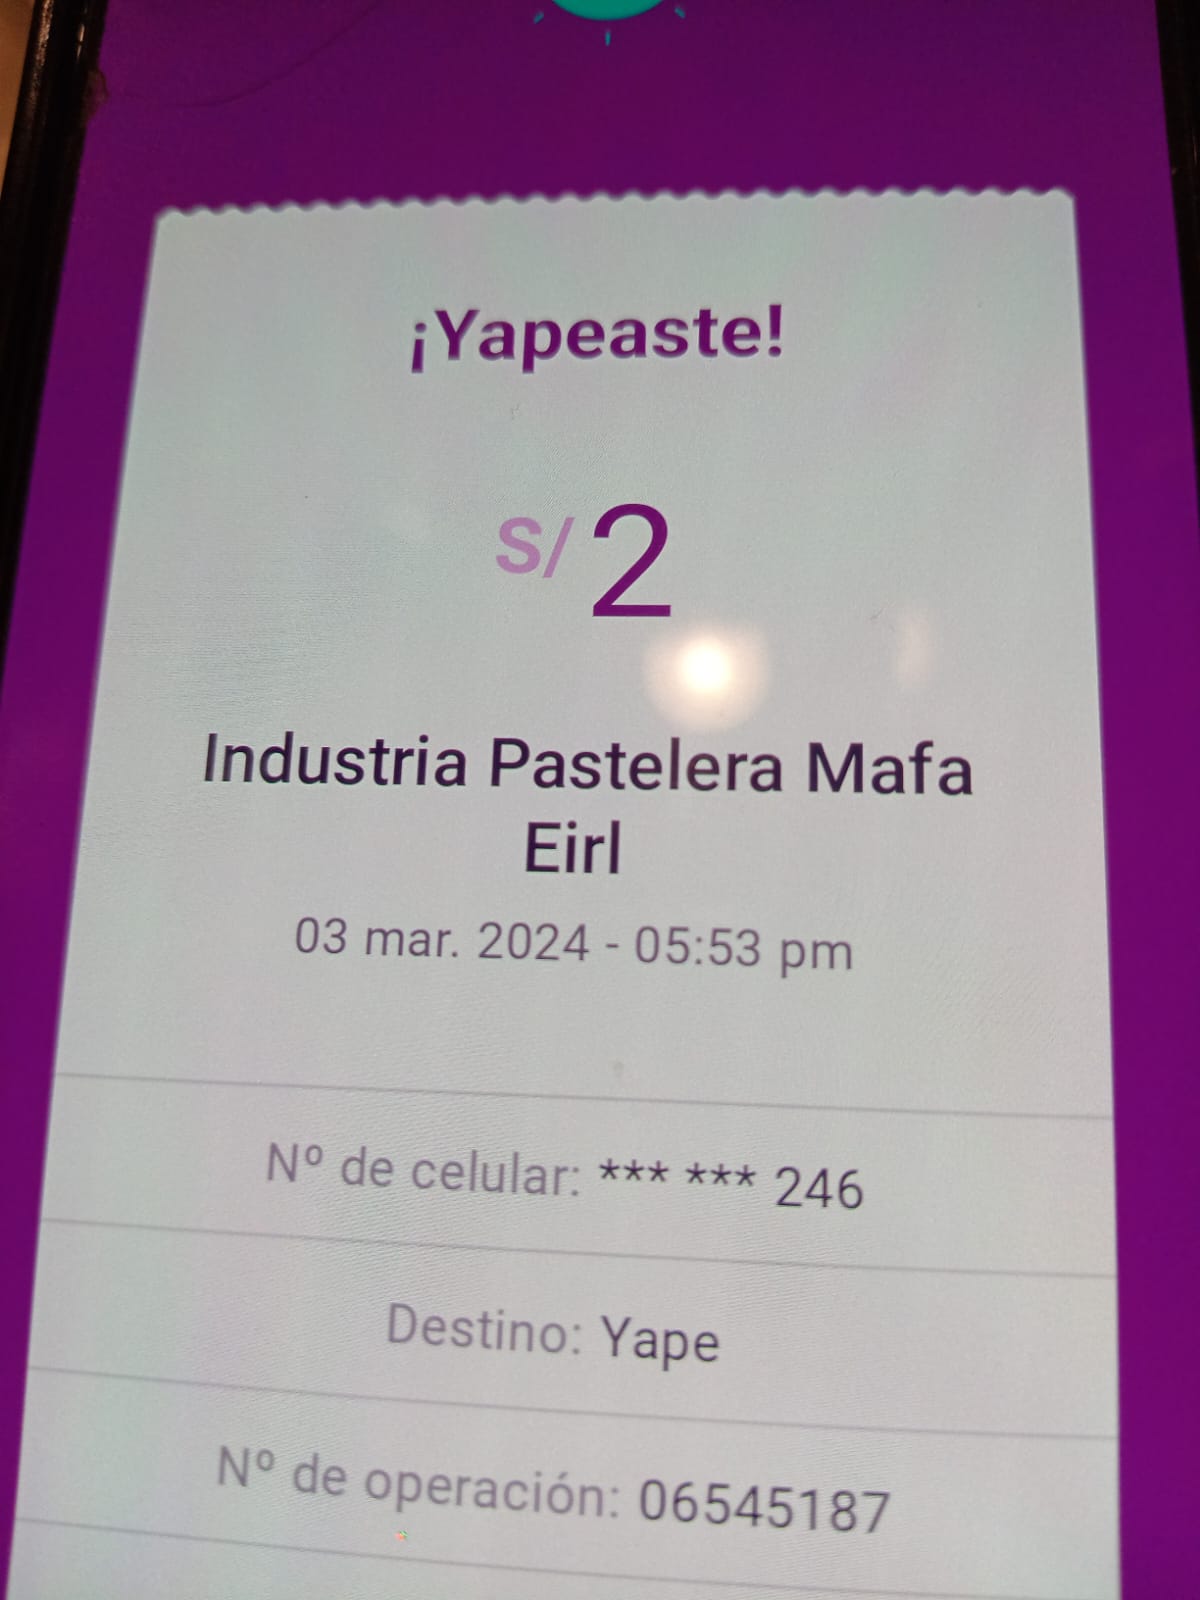 ¡Yapeaste!
S/ 2
Industria Pastelera Mafa
Eirl
03 mar. 2024 - 05:53 pm
Nº de celular: *** *** 246
Destino: Yape
Nº de operación: 06545187